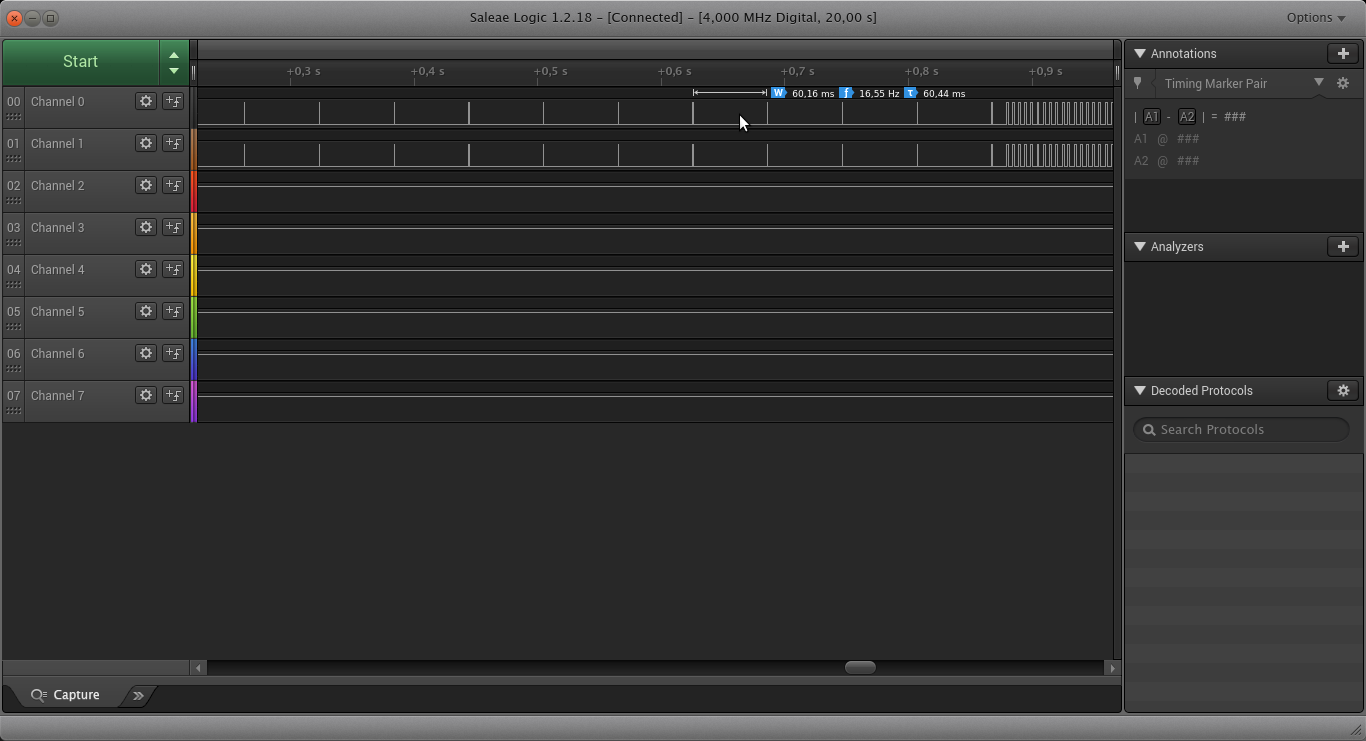 Saleae Logic 1.2.18 - [Connected] - [4,000 MHz Digital, 20,00 s]
Options
Start
+0,3 s +0,4 s +0,5 s +0,6 s +0,7 s +0,8 s +0,9 s
W 60,16 ms f 16,55 Hz T 60,44 ms
00 Channel 0
01 Channel 1
02 Channel 2
03 Channel 3
04 Channel 4
05 Channel 5
06 Channel 6
07 Channel 7
Capture
Annotations
Timing Marker Pair
| A1 - A2 | = ###
A1 @ ###
A2 @ ###
Analyzers
Decoded Protocols
Search Protocols